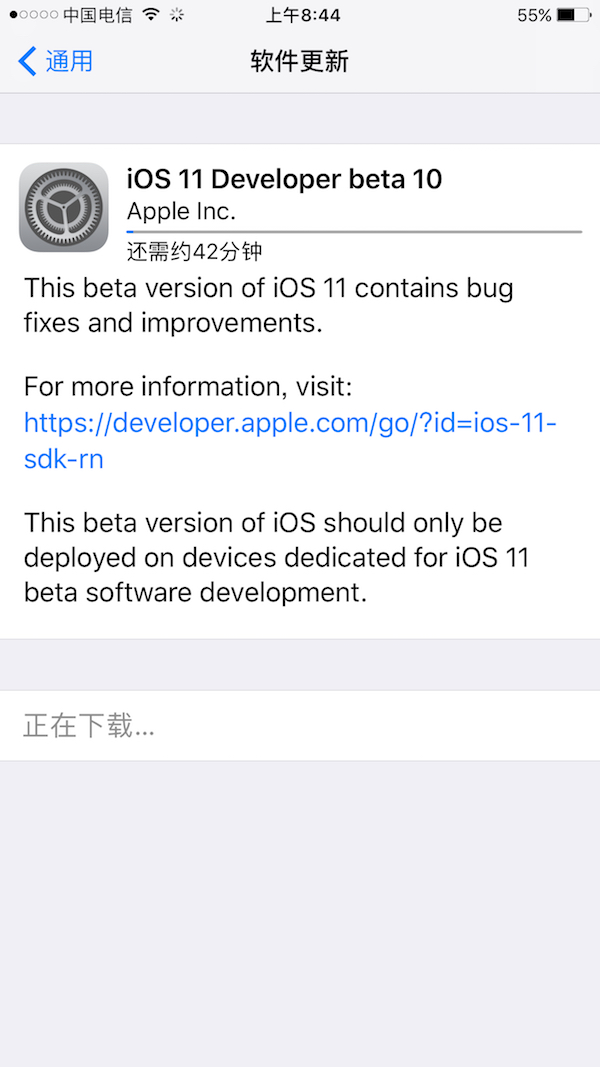 中国电信 上午8:44 55%
通用 软件更新
iOS 11 Developer beta 10
Apple Inc.
还需约42分钟
This beta version of iOS 11 contains bug
fixes and improvements.
For more information, visit:
https://developer.apple.com/go/?id=ios-11-
sdk-rn
This beta version of iOS should only be
deployed on devices dedicated for iOS 11
beta software development.
正在下载...